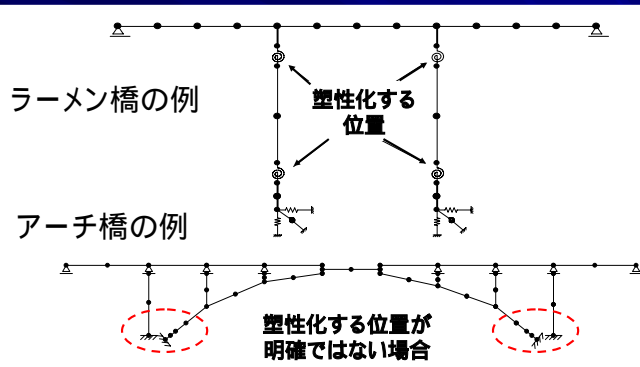 ラーメン橋の例
塑性化する
位置
アーチ橋の例
塑性化する位置が
明確ではない場合